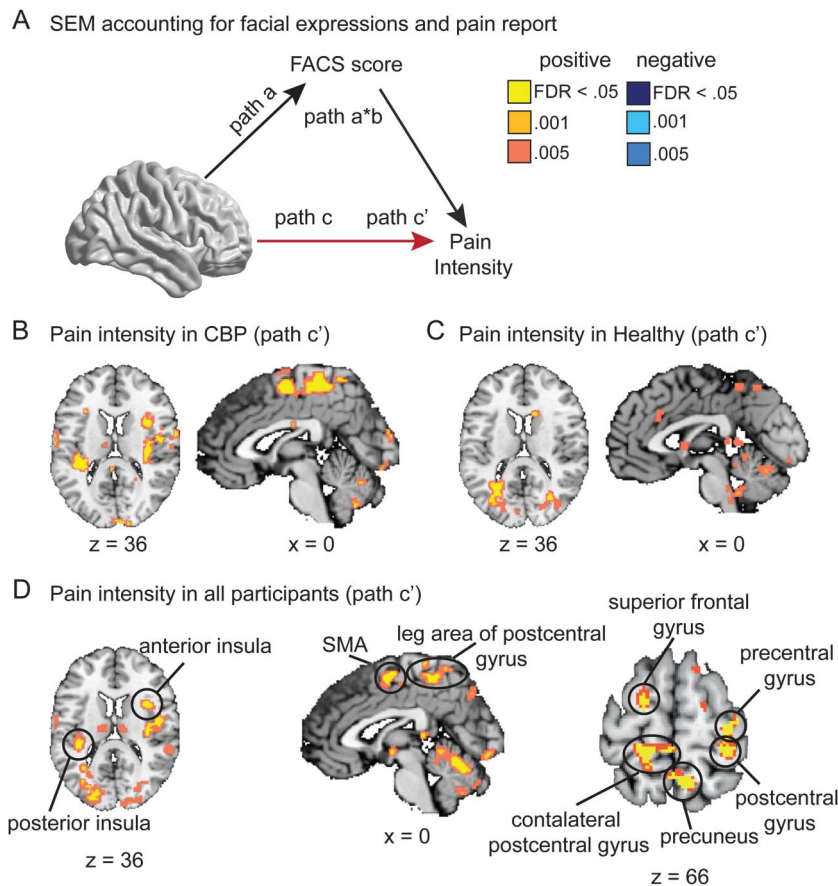 A SEM accounting for facial expressions and pain report
FACS score
path a
path a*b
path c
path c'
Pain
Intensity
positive
FDR < .05
.001
.005
negative
FDR < .05
.001
.005
B Pain intensity in CBP (path c')
z = 36
x = 0
C Pain intensity in Healthy (path c')
z = 36
x = 0
D Pain intensity in all participants (path c')
anterior insula
posterior insula
z = 36
SMA
leg area of postcentral
gyrus
x = 0
superior frontal
gyrus
precentral
gyrus
contalateral
postcentral gyrus
precuneus
postcentral
gyrus
z = 66